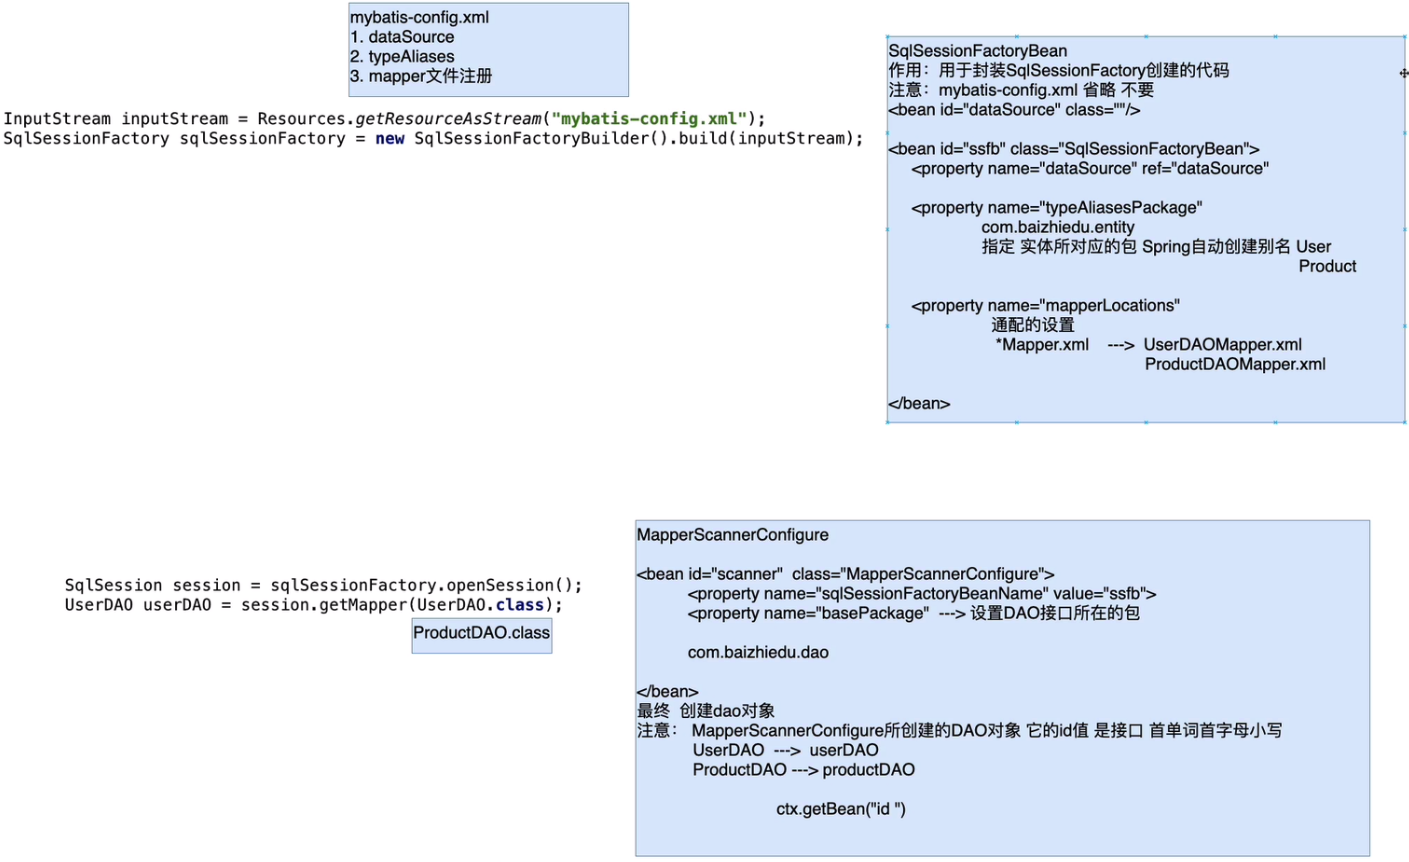 mybatis-config.xml
1. dataSource
2. typeAliases
3. mapper文件注册
InputStream inputStream = Resources.getResourceAsStream("mybatis-config.xml");
SqlSessionFactory sqlSessionFactory = new SqlSessionFactoryBuilder().build(inputStream);
SqlSessionFactoryBean
作用：用于封装SqlSessionFactory创建的代码
注意：mybatis-config.xml 省略 不要
<bean id="dataSource" class=""/>
<bean id="ssfb" class="SqlSessionFactoryBean">
<property name="dataSource" ref="dataSource"
<property name="typeAliasesPackage"
com.baizhiedu.entity
指定 实体所对应的包 Spring自动创建别名 User
Product
<property name="mapperLocations"
通配的设置
*Mapper.xml ---> UserDAOMapper.xml
ProductDAOMapper.xml
</bean>
SqlSession session = sqlSessionFactory.openSession();
UserDAO userDAO = session.getMapper(UserDAO.class);
ProductDAO.class
MapperScannerConfigure
<bean id="scanner" class="MapperScannerConfigure">
<property name="sqlSessionFactoryBeanName" value="ssfb">
<property name="basePackage" ---> 设置DAO接口所在的包
com.baizhiedu.dao
</bean>
最终 创建dao对象
注意： MapperScannerConfigure所创建的DAO对象 它的id值 是接口 首单词首字母小写
UserDAO ---> userDAO
ProductDAO ---> productDAO
ctx.getBean("id ")